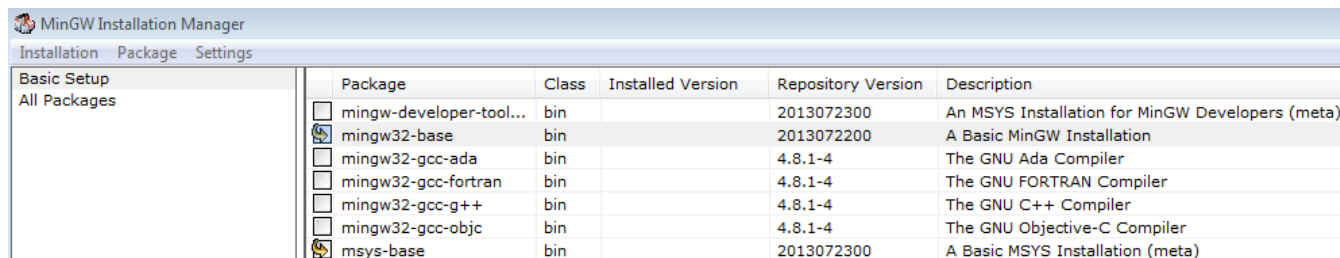 MinGW Installation Manager
Installation Package Settings
Basic Setup
All Packages
Package Class Installed Version Repository Version Description
mingw-developer-tool... bin 2013072300 An MSYS Installation for MinGW Developers (meta)
mingw32-base bin 2013072200 A Basic MinGW Installation
mingw32-gcc-ada bin 4.8.1-4 The GNU Ada Compiler
mingw32-gcc-fortran bin 4.8.1-4 The GNU FORTRAN Compiler
mingw32-gcc-g++ bin 4.8.1-4 The GNU C++ Compiler
mingw32-gcc-objc bin 4.8.1-4 The GNU Objective-C Compiler
msys-base bin 2013072300 A Basic MSYS Installation (meta)